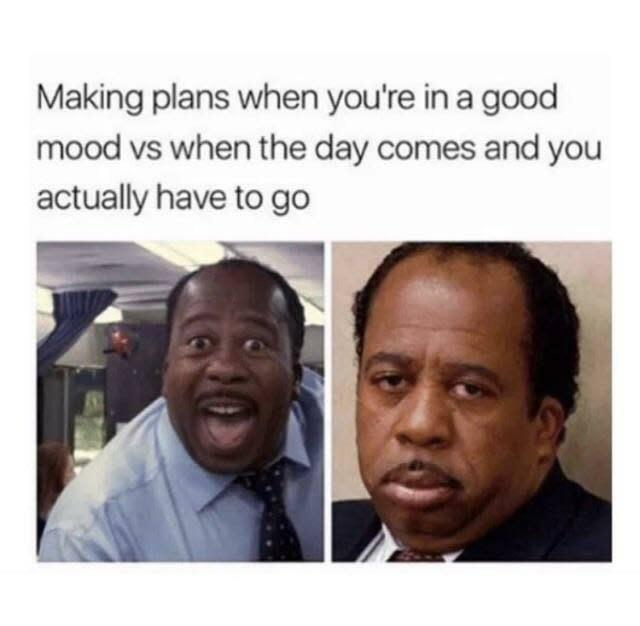 Making plans when you're in a good
mood vs when the day comes and you
actually have to go